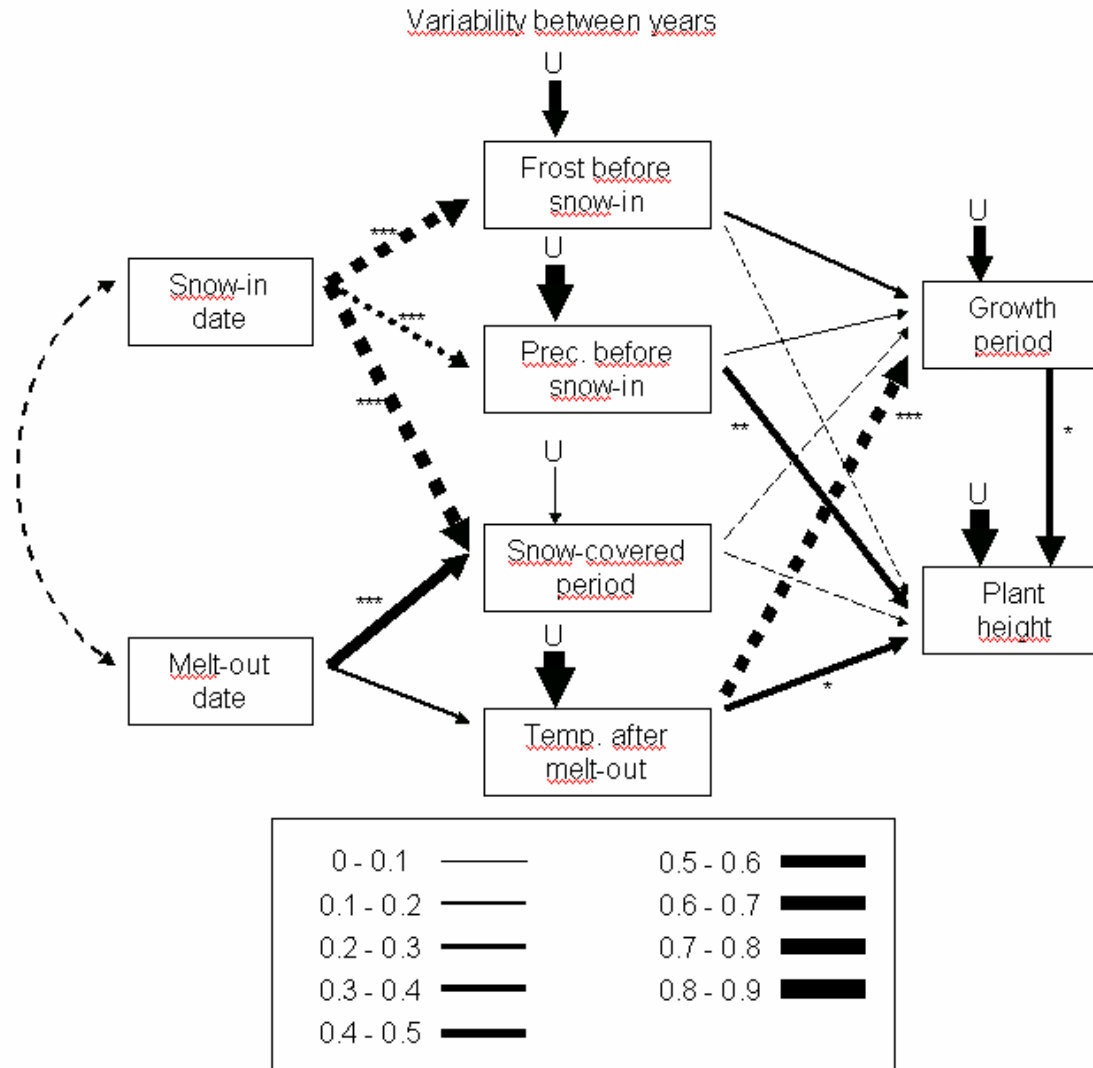 Variability between years
U
Frost before
snow-in
U
***
Snow-in
date
U
***
Growth
period
Prec. before
snow-in
***
***
**
*
U
U
Snow-covered
period
***
Plant
height
U
Melt-out
date
*
Temp. after
melt-out
0 - 0.1
0.5 - 0.6
0.1 - 0.2
0.6 - 0.7
0.2 - 0.3
0.7 - 0.8
0.3 - 0.4
0.8 - 0.9
0.4 - 0.5